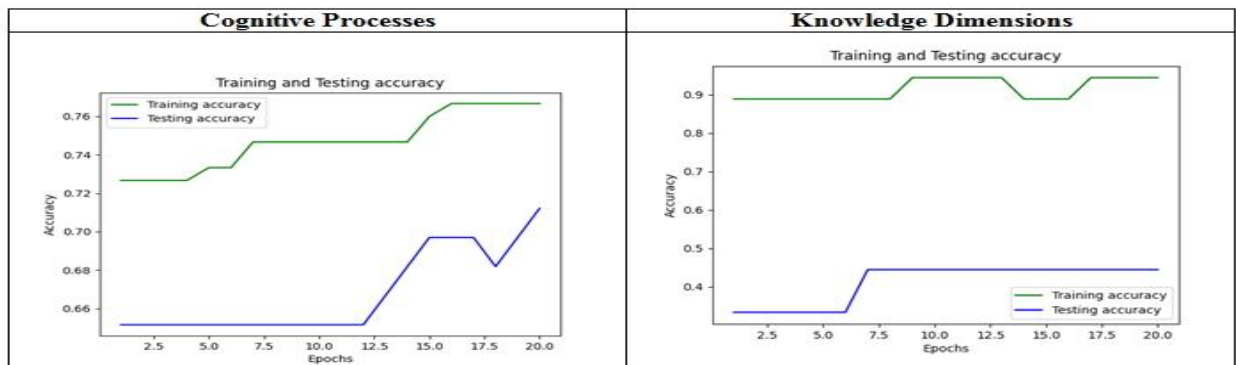 Cognitive Processes
Training and Testing accuracy
Training accuracy
Testing accuracy
Accuracy
0.76
0.74
0.72
0.70
0.68
0.66
2.5 5.0 7.5 10.0 12.5 15.0 17.5 20.0
Epochs
Knowledge Dimensions
Training and Testing accuracy
Accuracy
0.9
0.8
0.7
0.6
0.5
0.4
Training accuracy
Testing accuracy
2.5 5.0 7.5 10.0 12.5 15.0 17.5 20.0
Epochs